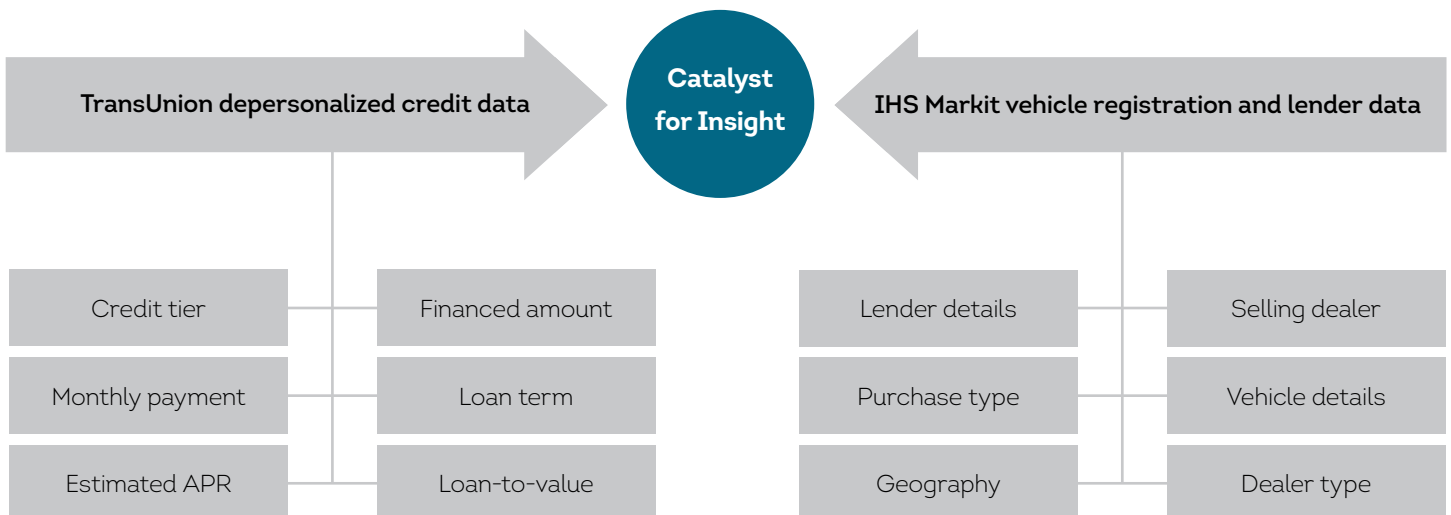 TransUnion depersonalized credit data
Catalyst
for Insight
IHS Markit vehicle registration and lender data
Credit tier
Financed amount
Monthly payment
Loan term
Estimated APR
Loan-to-value
Lender details
Selling dealer
Purchase type
Vehicle details
Geography
Dealer type